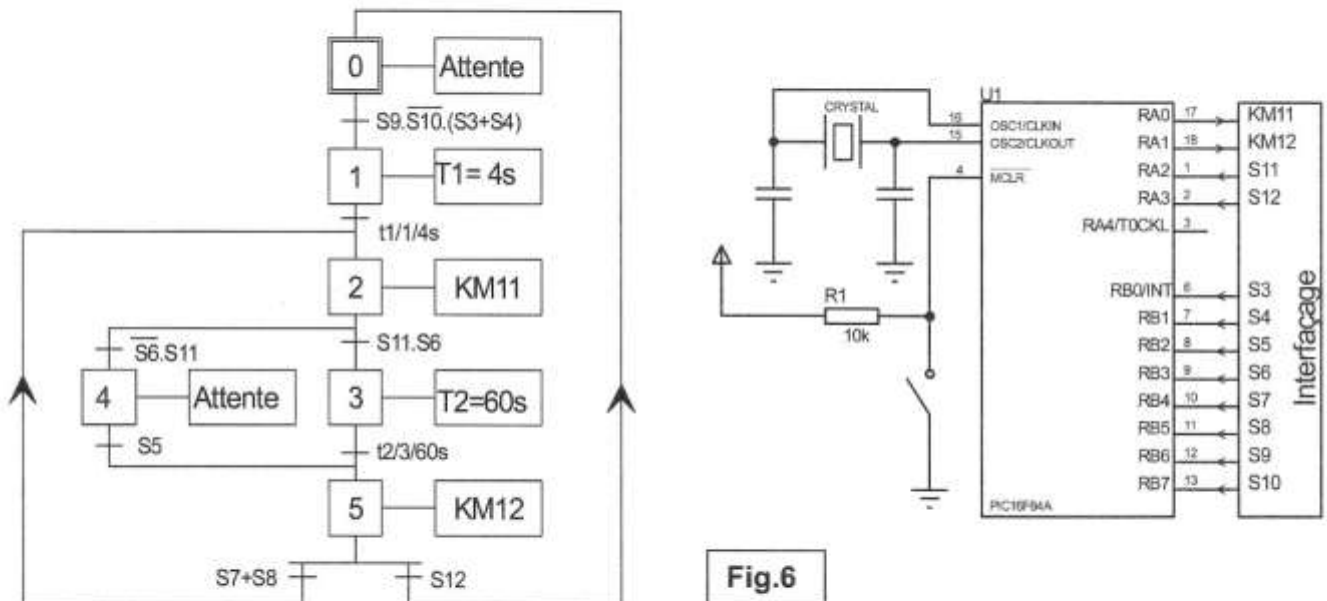 0
Attente
S9.S̅1̅0̅.(S3+S4)
1
T1= 4s
t1/1/4s
2
KM11
S̅6̅.S11
S11.S6
4
Attente
3
T2=60s
S5
t2/3/60s
5
KM12
S7+S8
S12
U1
CRYSTAL
16
15
4
OSC1/CLKIN
OSC2/CLKOUT
M̅C̅L̅R̅
R1
10k
RA0 17 KM11
RA1 18 KM12
RA2 1 S11
RA3 2 S12
RA4/T0CKL 3
RB0/INT 6 S3
RB1 7 S4
RB2 8 S5
RB3 9 S6
RB4 10 S7
RB5 11 S8
RB6 12 S9
RB7 13 S10
PIC16F84A
Interfaçage
Fig.6